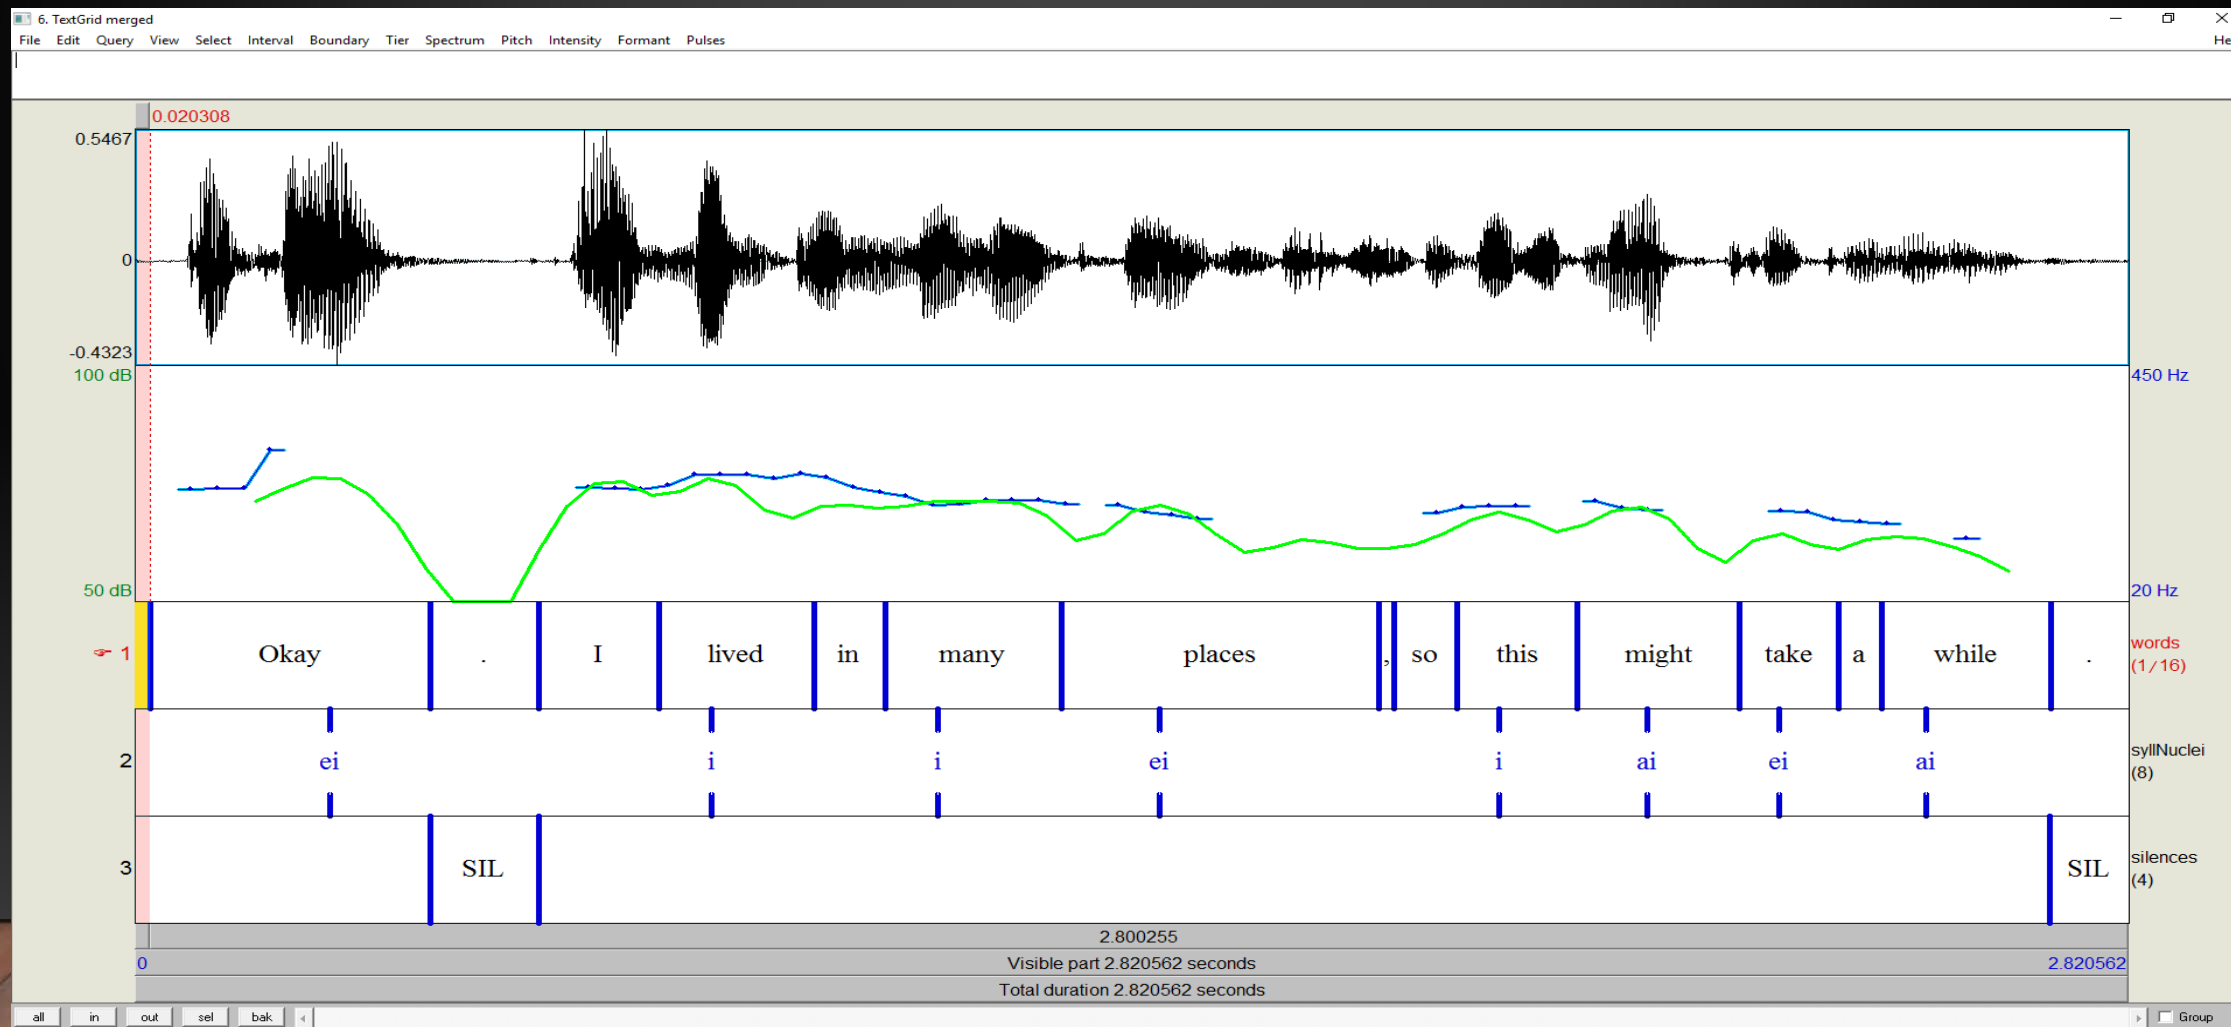 6. TextGrid merged
File Edit Query View Select Interval Boundary Tier Spectrum Pitch Intensity Formant Pulses He
0.020308
0.5467
0
-0.4323
100 dB 450 Hz
50 dB 20 Hz
1 Okay . I lived in many places , so this might take a while . words
(1/16)
2 ei i i ei i ai ei ai syllNuclei
(8)
3 SIL SIL silences
(4)
2.800255
0 Visible part 2.820562 seconds 2.820562
Total duration 2.820562 seconds
all in out sel bak Group